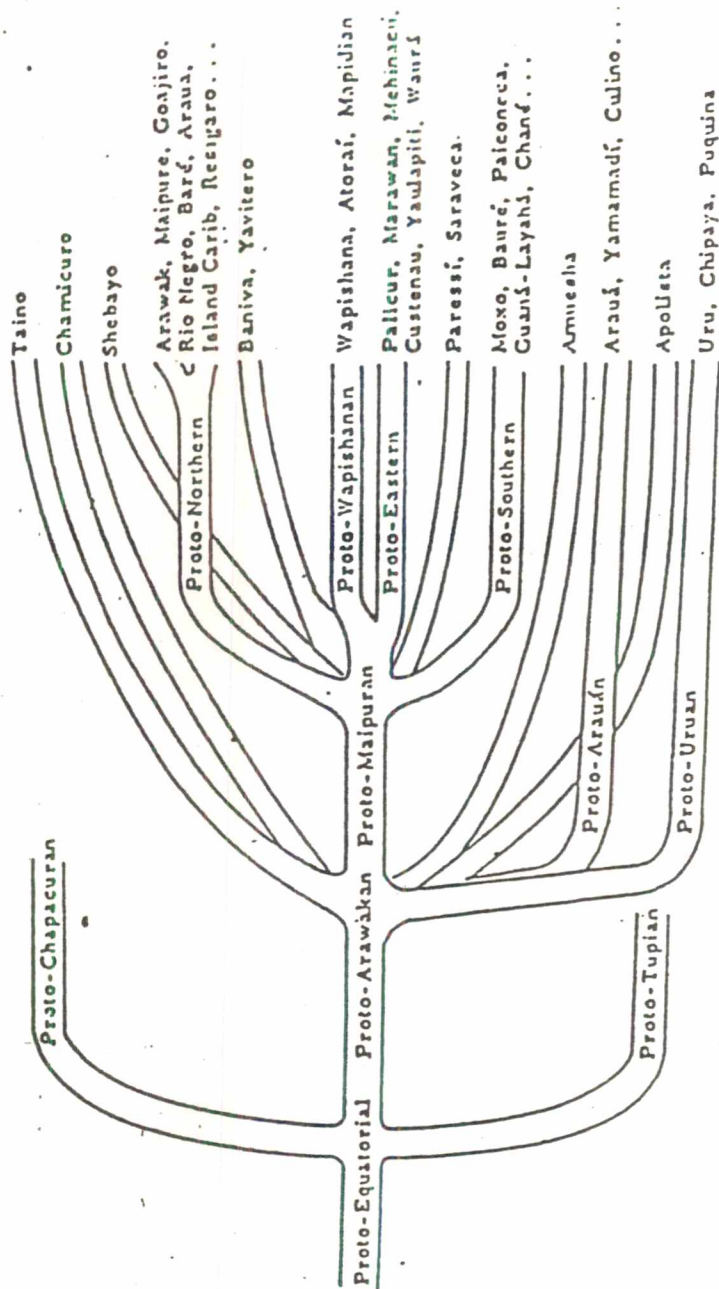 Taino
Chamicuro
Shebayo
Arawak, Maipure, Goajiro,
Rio Negro, Baré, Araua,
Island Carib, Resigaro...
Baniva, Yavitero
Wapishana, Atoraí, Mapidian
Palicur, Marawan, Mehinacu,
Custenau, Yaulapiti, Waurá
Paressí, Saraveca.
Moxo, Bauré, Paiconeca,
Guaná-Layaná, Chané...
Amuesha
Arauá, Yamamadí, Culino...
Apolista
Uru, Chipaya, Puquina
Proto-Northern
Proto-Wapishanan
Proto-Eastern
Proto-Southern
Proto-Maipuran
Proto-Arauán
Proto-Uruan
Proto-Chapacuran
Proto-Arawakan
Proto-Tupian
Proto-Equatorial